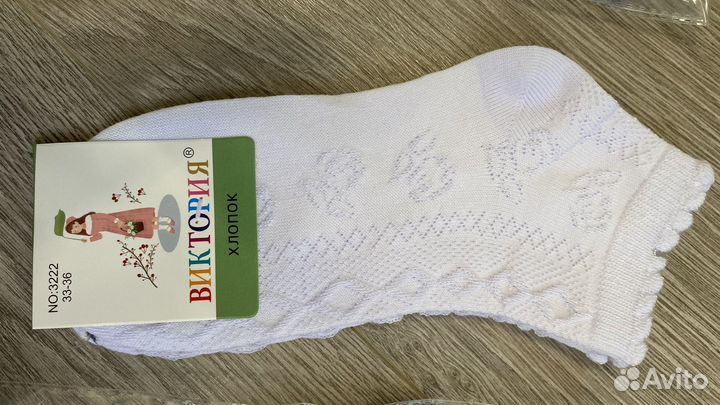 ВИКТОРИЯ®
ХЛОПОК
NO:3222
33-36
Avito